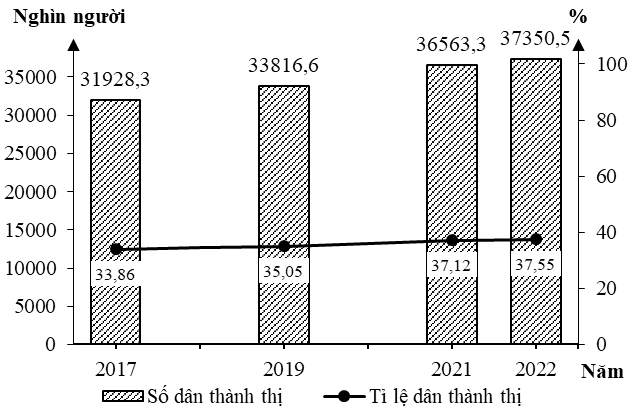 Nghìn người %
31928,3 33816,6 36563,3 37350,5
35000
30000
25000
20000
15000
10000
5000
0
100
80
60
40
20
0
33,86 35,05 37,12 37,55
2017 2019 2021 2022 Năm
Số dân thành thị Tỉ lệ dân thành thị